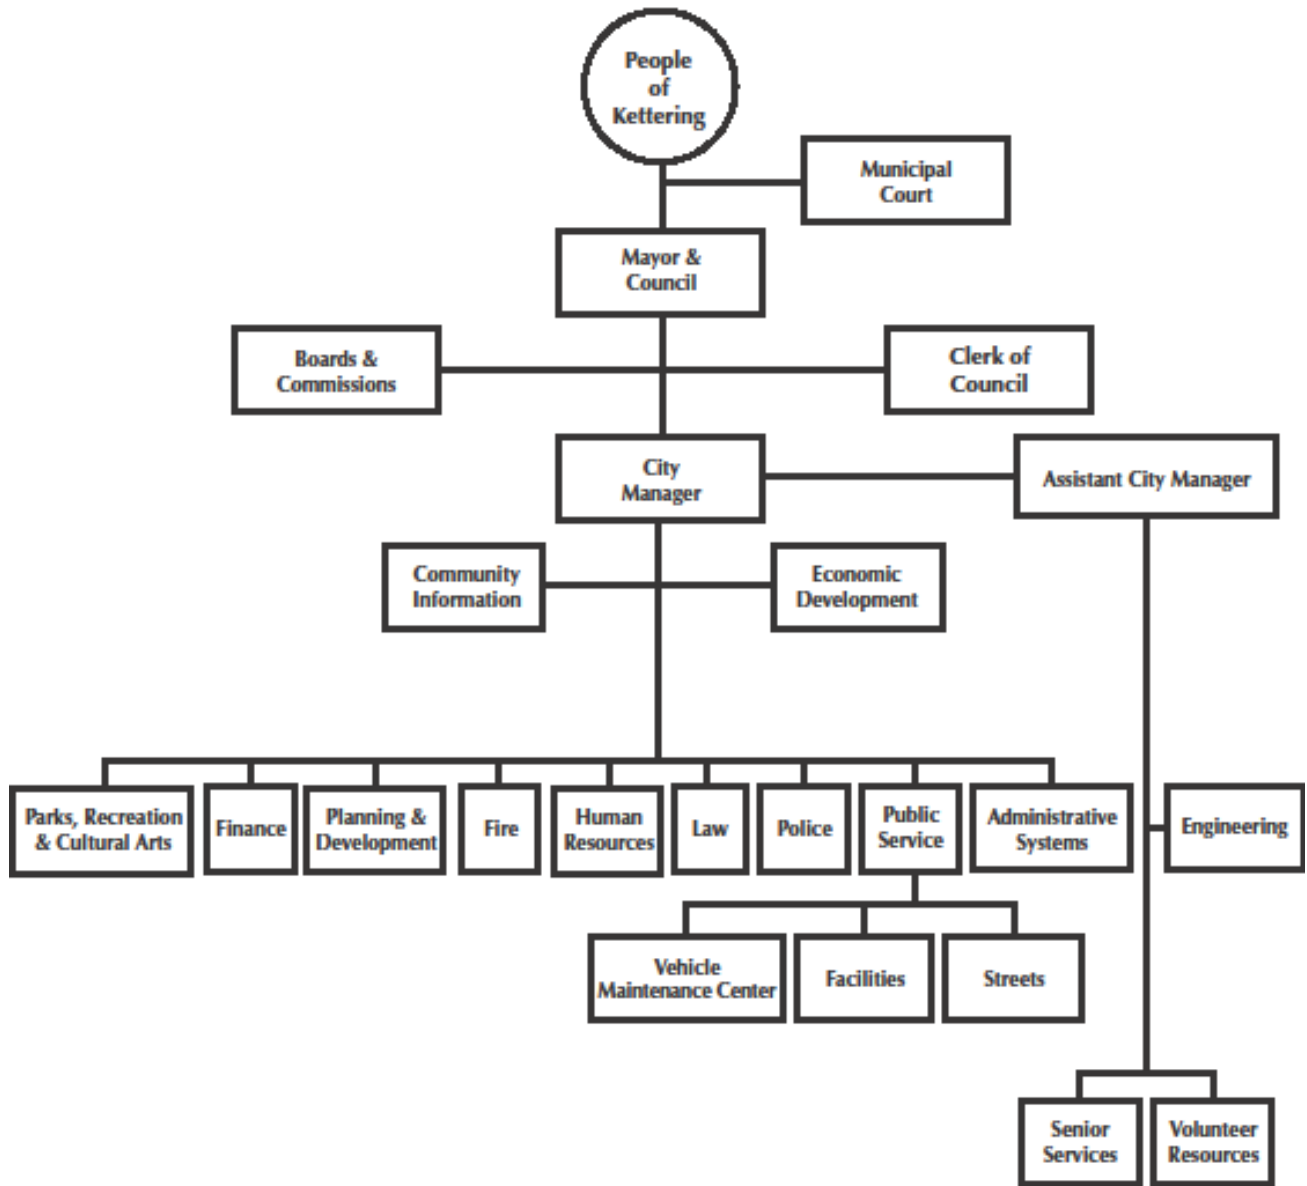 People
of
Kettering
Municipal
Court
Mayor &
Council
Boards &
Commissions
Clerk of
Council
City
Manager
Assistant City Manager
Community
Information
Economic
Development
Parks, Recreation
& Cultural Arts
Finance
Planning &
Development
Fire
Human
Resources
Law
Police
Public
Service
Administrative
Systems
Engineering
Vehicle
Maintenance Center
Facilities
Streets
Senior
Services
Volunteer
Resources